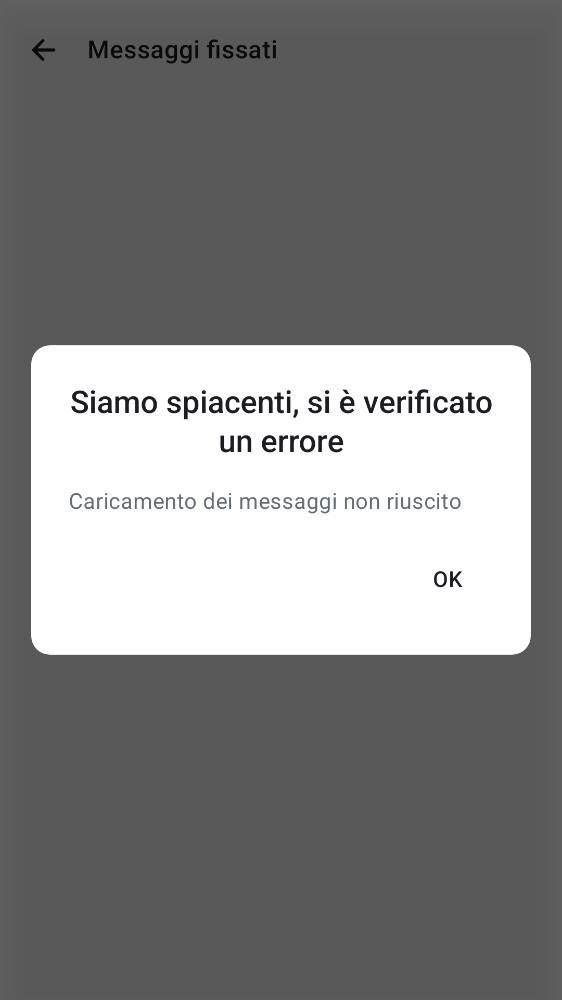 Messaggi fissati
Siamo spiacenti, si è verificato
un errore
Caricamento dei messaggi non riuscito
OK